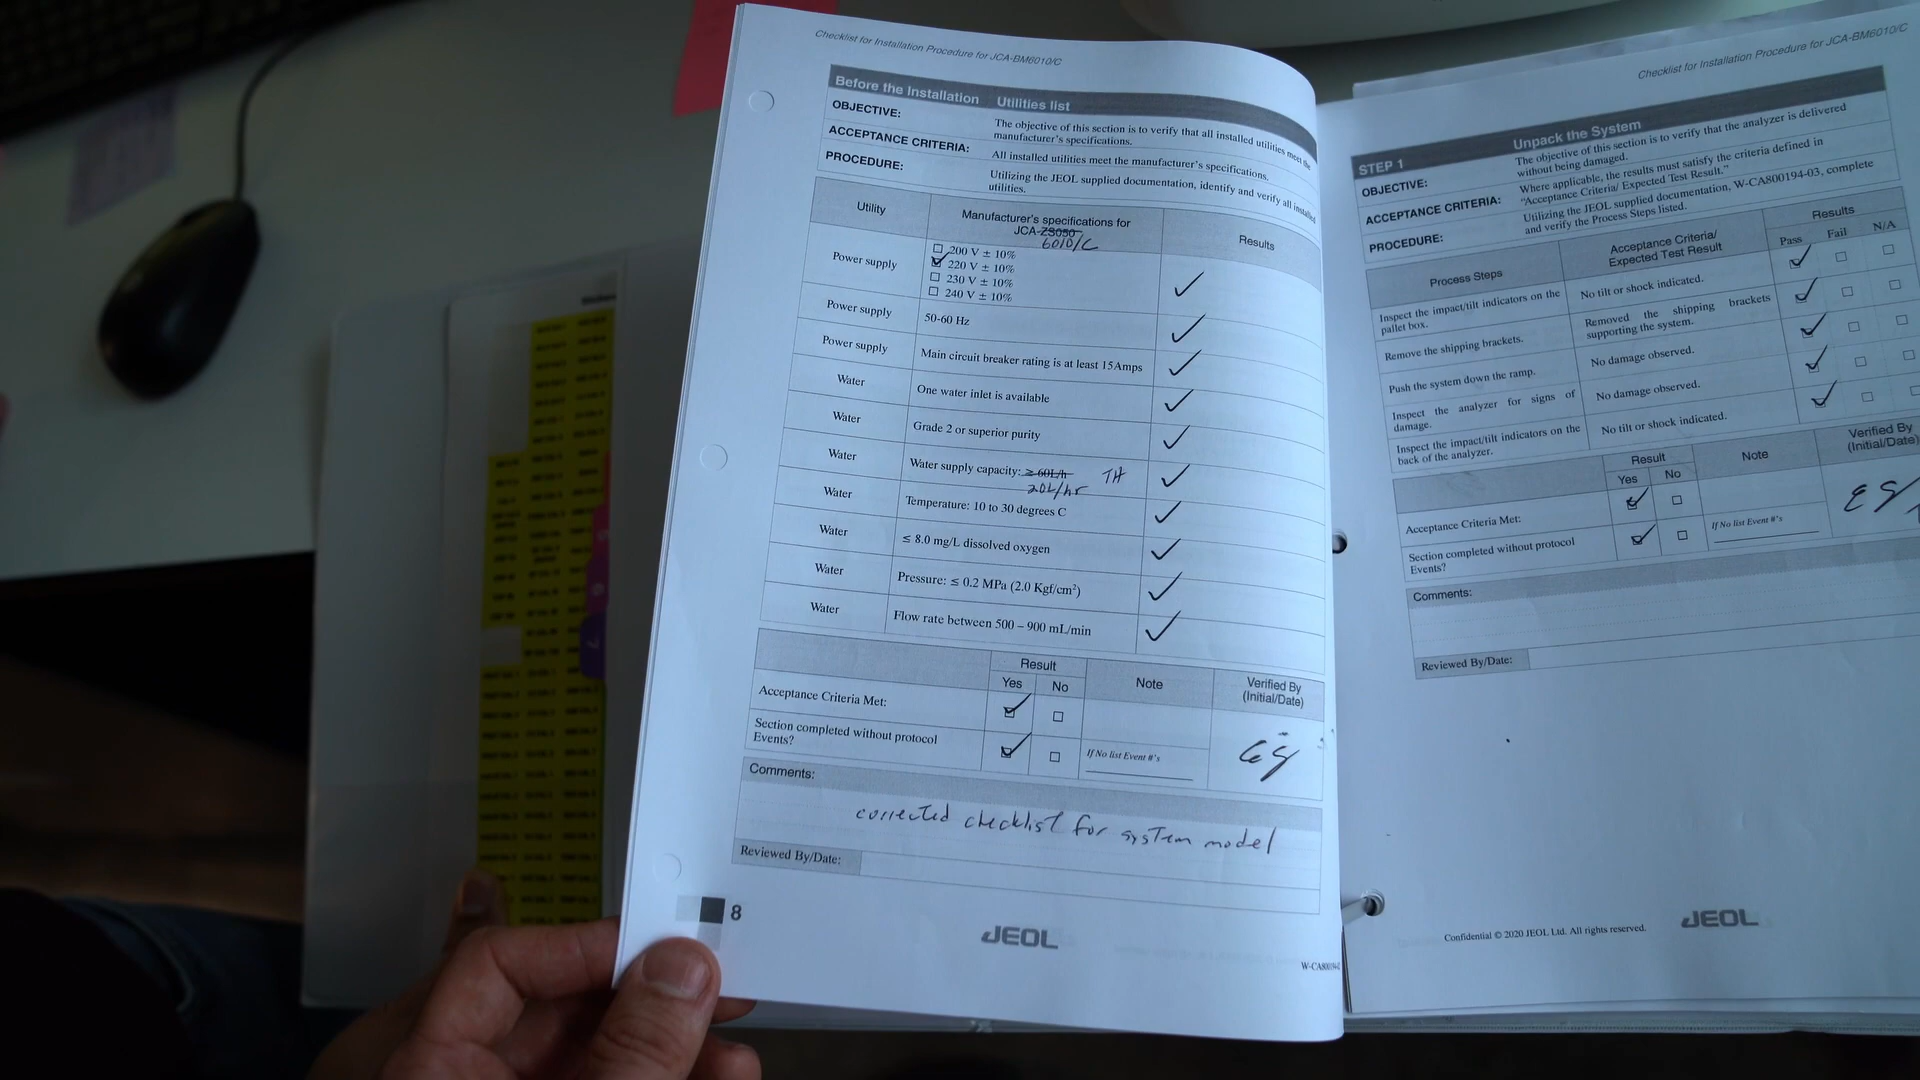 Checklist for Installation Procedure for JCA-BM6010/C
Before the Installation Utilities list
OBJECTIVE: The objective of this section is to verify that all installed utilities meet the
manufacturer's specifications.
ACCEPTANCE CRITERIA: All installed utilities meet the manufacturer's specifications.
PROCEDURE: Utilizing the JEOL supplied documentation, identify and verify all installed
utilities.
Utility Manufacturer's specifications for Results
JCA-ZS050
6010/C
Power supply
☐ 200 V ± 10%
☑ 220 V ± 10% ✓
☐ 230 V ± 10%
☐ 240 V ± 10%
Power supply 50-60 Hz ✓
Power supply Main circuit breaker rating is at least 15Amps ✓
Water One water inlet is available ✓
Water Grade 2 or superior purity ✓
Water Water supply capacity: ≥ 60L/h TH ✓
20L/hr
Water Temperature: 10 to 30 degrees C ✓
Water ≤ 8.0 mg/L dissolved oxygen ✓
Water Pressure: ≤ 0.2 MPa (2.0 Kgf/cm²) ✓
Water Flow rate between 500 – 900 mL/min ✓
Result Note Verified By
Yes No (Initial/Date)
Acceptance Criteria Met: ☑ ☐
Section completed without protocol ☑ ☐ If No list Event #'s
Events?
Comments:
corrected checklist for system model
Reviewed By/Date:
8
JEOL
Checklist for Installation Procedure for JCA-BM6010/C
STEP 1 Unpack the System
OBJECTIVE: The objective of this section is to verify that the analyzer is delivered
without being damaged.
ACCEPTANCE CRITERIA: Where applicable, the results must satisfy the criteria defined in
"Acceptance Criteria/ Expected Test Result."
PROCEDURE: Utilizing the JEOL supplied documentation, W-CA800194-03, complete
and verify the Process Steps listed.
Process Steps Acceptance Criteria/ Results
Expected Test Result Pass Fail N/A
Inspect the impact/tilt indicators on the No tilt or shock indicated. ☑ ☐ ☐
pallet box.
Remove the shipping brackets. Removed the shipping brackets ☑ ☐ ☐
supporting the system.
Push the system down the ramp. No damage observed. ☑ ☐ ☐
Inspect the analyzer for signs of No damage observed. ☑ ☐ ☐
damage.
Inspect the impact/tilt indicators on the No tilt or shock indicated. ☑ ☐ ☐
back of the analyzer.
Result Note Verified By
Yes No (Initial/Date)
Acceptance Criteria Met: ☑ ☐
Section completed without protocol ☑ ☐ If No list Event #'s
Events?
Comments:
Reviewed By/Date:
Confidential © 2020 JEOL Ltd. All rights reserved.
JEOL